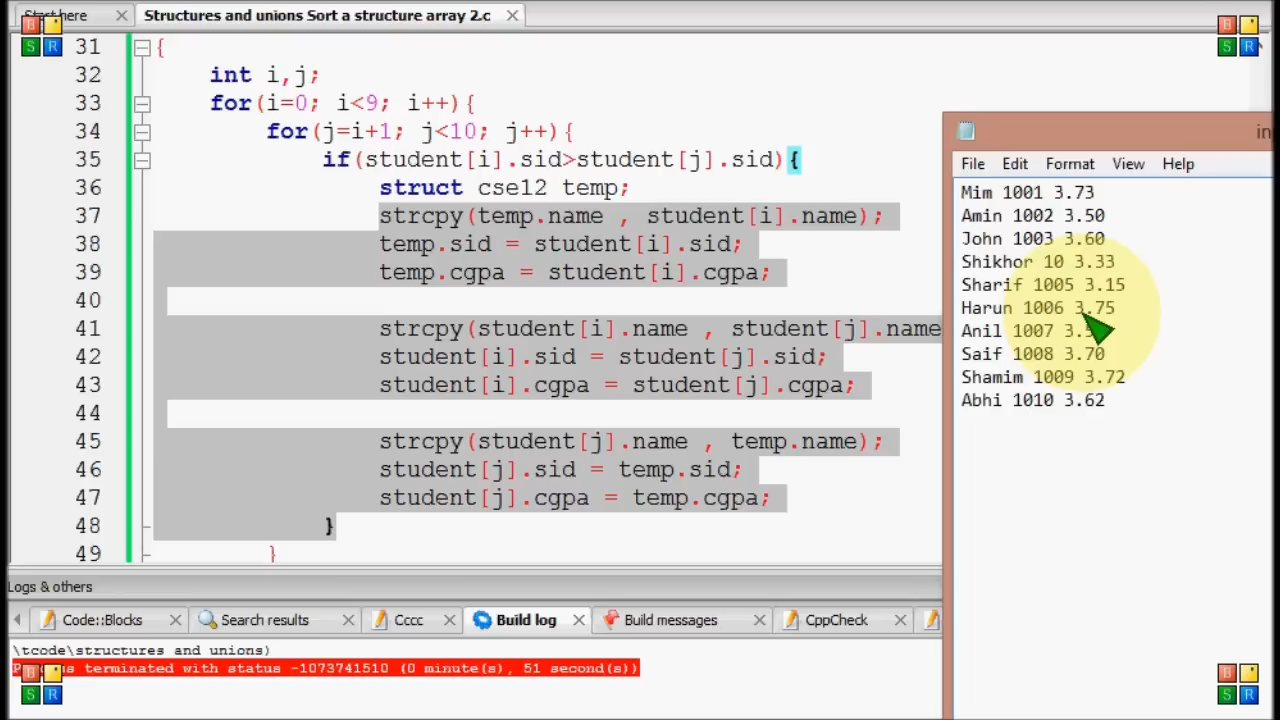 Start here
Structures and unions Sort a structure array 2.c
31 {
32 int i,j;
33 for(i=0; i<9; i++){
34 for(j=i+1; j<10; j++){
35 if(student[i].sid>student[j].sid){
36 struct cse12 temp;
37 strcpy(temp.name , student[i].name);
38 temp.sid = student[i].sid;
39 temp.cgpa = student[i].cgpa;
40
41 strcpy(student[i].name , student[j].name
42 student[i].sid = student[j].sid;
43 student[i].cgpa = student[j].cgpa;
44
45 strcpy(student[j].name , temp.name);
46 student[j].sid = temp.sid;
47 student[j].cgpa = temp.cgpa;
48 }
49 }
in
File Edit Format View Help
Mim 1001 3.73
Amin 1002 3.50
John 1003 3.60
Shikhor 10 3.33
Sharif 1005 3.15
Harun 1006 3.75
Anil 1007
Saif 1008 3.70
Shamim 1009 3.72
Abhi 1010 3.62
Logs & others
Code::Blocks Search results Cccc Build log Build messages CppCheck
\tcode\structures and unions)
terminated with status -1073741510 (0 minute(s), 51 second(s))
B
S R
B
S R
B
S R
B
S R